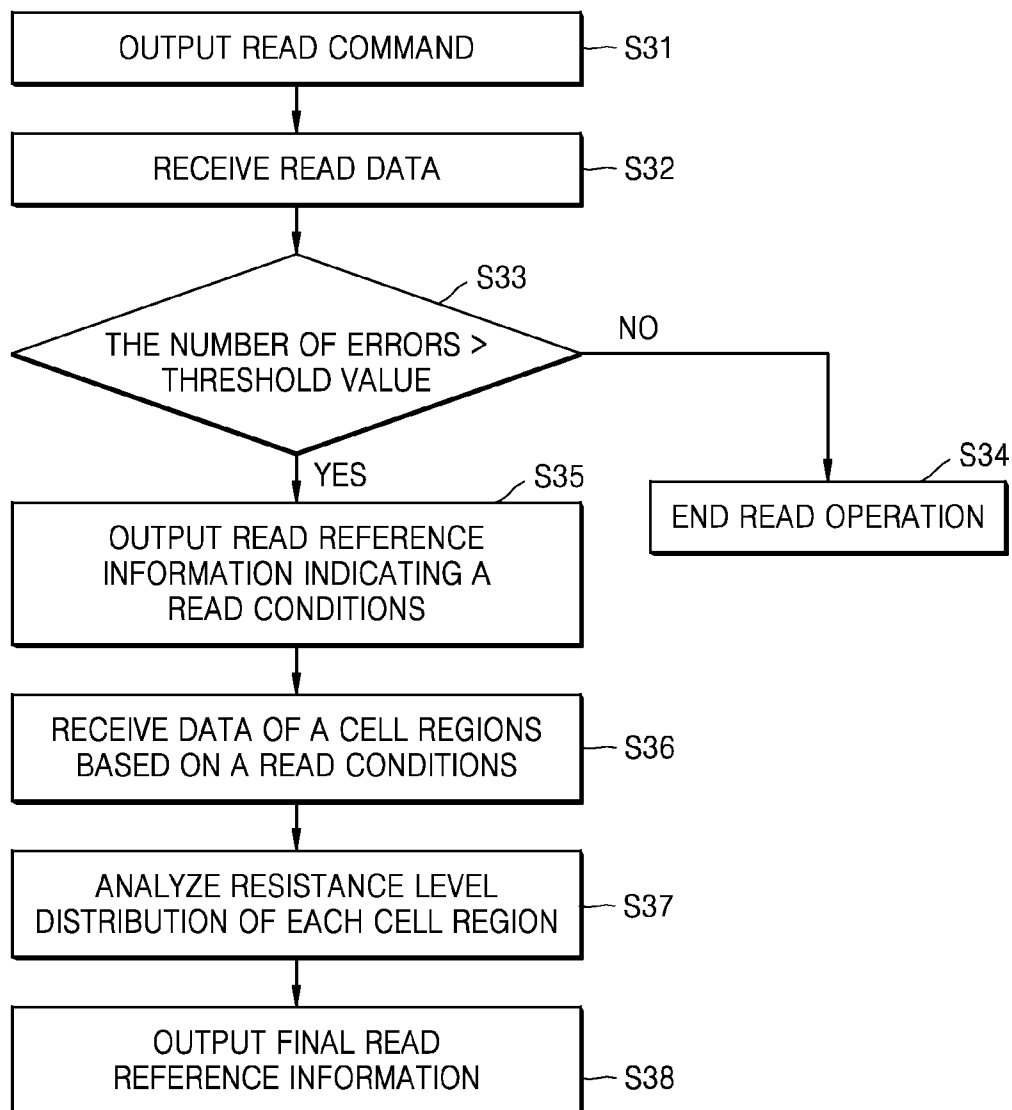 OUTPUT READ COMMAND
S31
RECEIVE READ DATA
S32
S33
THE NUMBER OF ERRORS >
THRESHOLD VALUE
NO
YES
S34
END READ OPERATION
S35
OUTPUT READ REFERENCE
INFORMATION INDICATING A
READ CONDITIONS
RECEIVE DATA OF A CELL REGIONS
BASED ON A READ CONDITIONS
S36
ANALYZE RESISTANCE LEVEL
DISTRIBUTION OF EACH CELL REGION
S37
OUTPUT FINAL READ
REFERENCE INFORMATION
S38